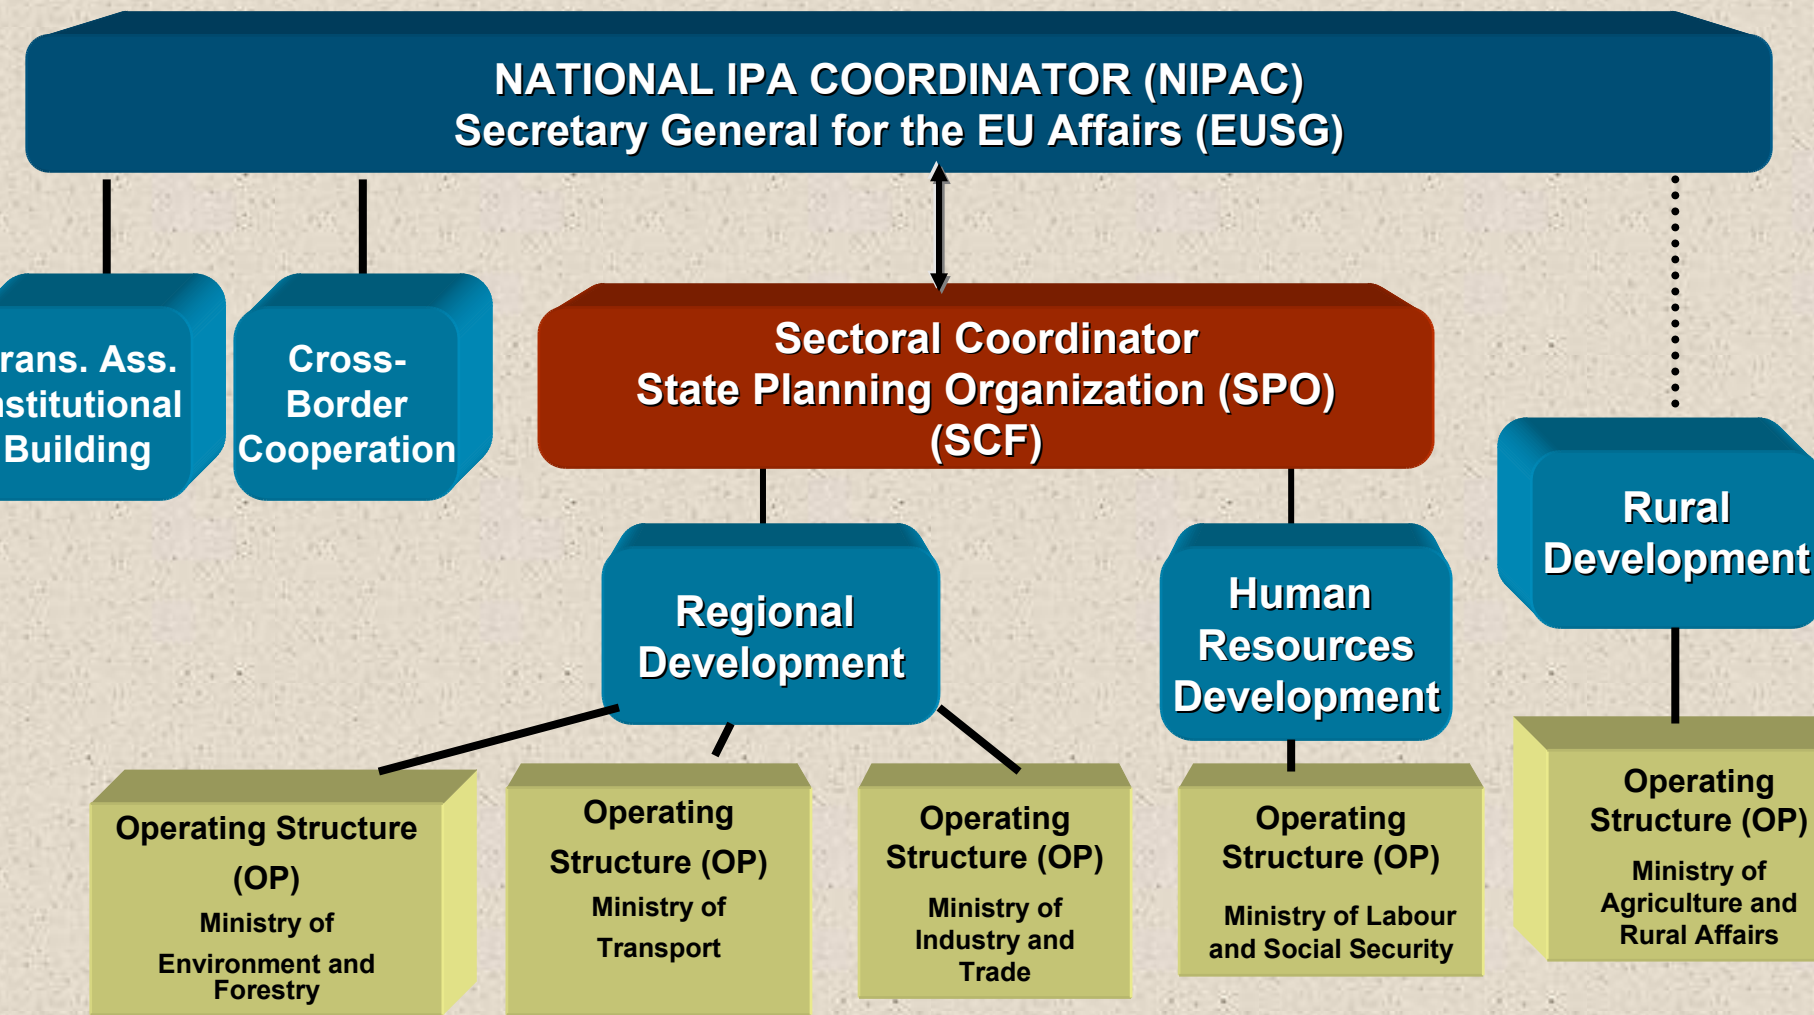 NATIONAL IPA COORDINATOR (NIPAC)
Secretary General for the EU Affairs (EUSG)
rans. Ass.
nstitutional
Building
Cross-
Border
Cooperation
Sectoral Coordinator
State Planning Organization (SPO)
(SCF)
Rural
Development
Regional
Development
Human
Resources
Development
Operating Structure
(OP)
Ministry of
Environment and
Forestry
Operating
Structure (OP)
Ministry of
Transport
Operating
Structure (OP)
Ministry of
Industry and
Trade
Operating
Structure (OP)
Ministry of Labour
and Social Security
Operating
Structure (OP)
Ministry of
Agriculture and
Rural Affairs